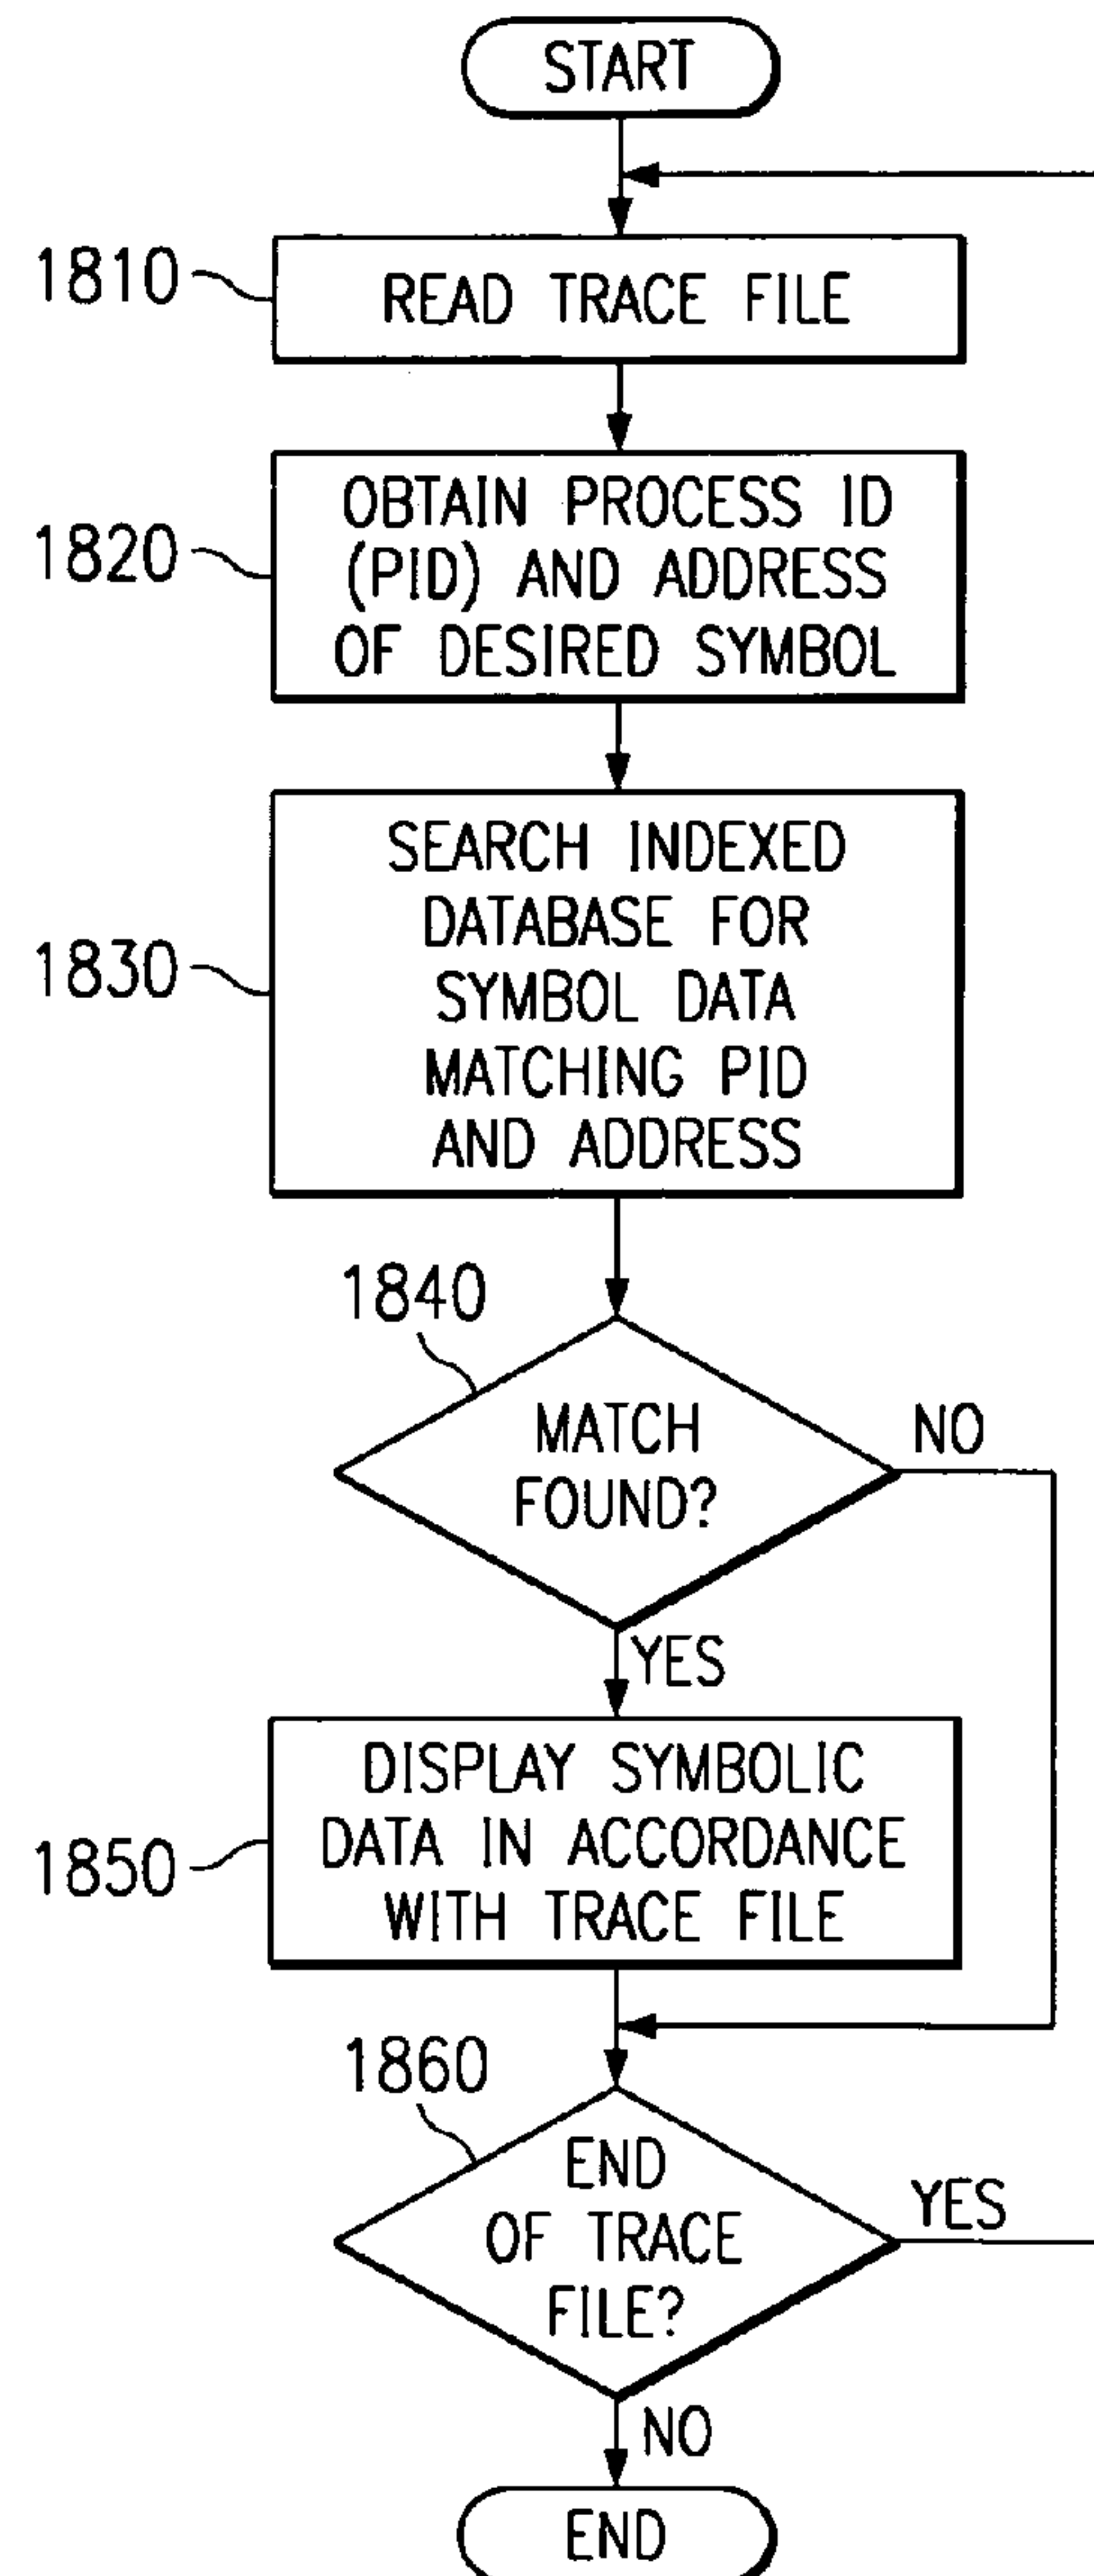 START
1810
READ TRACE FILE
1820
OBTAIN PROCESS ID
(PID) AND ADDRESS
OF DESIRED SYMBOL
1830
SEARCH INDEXED
DATABASE FOR
SYMBOL DATA
MATCHING PID
AND ADDRESS
1840
MATCH
FOUND?
NO
YES
1850
DISPLAY SYMBOLIC
DATA IN ACCORDANCE
WITH TRACE FILE
1860
END
OF TRACE
FILE?
YES
NO
END